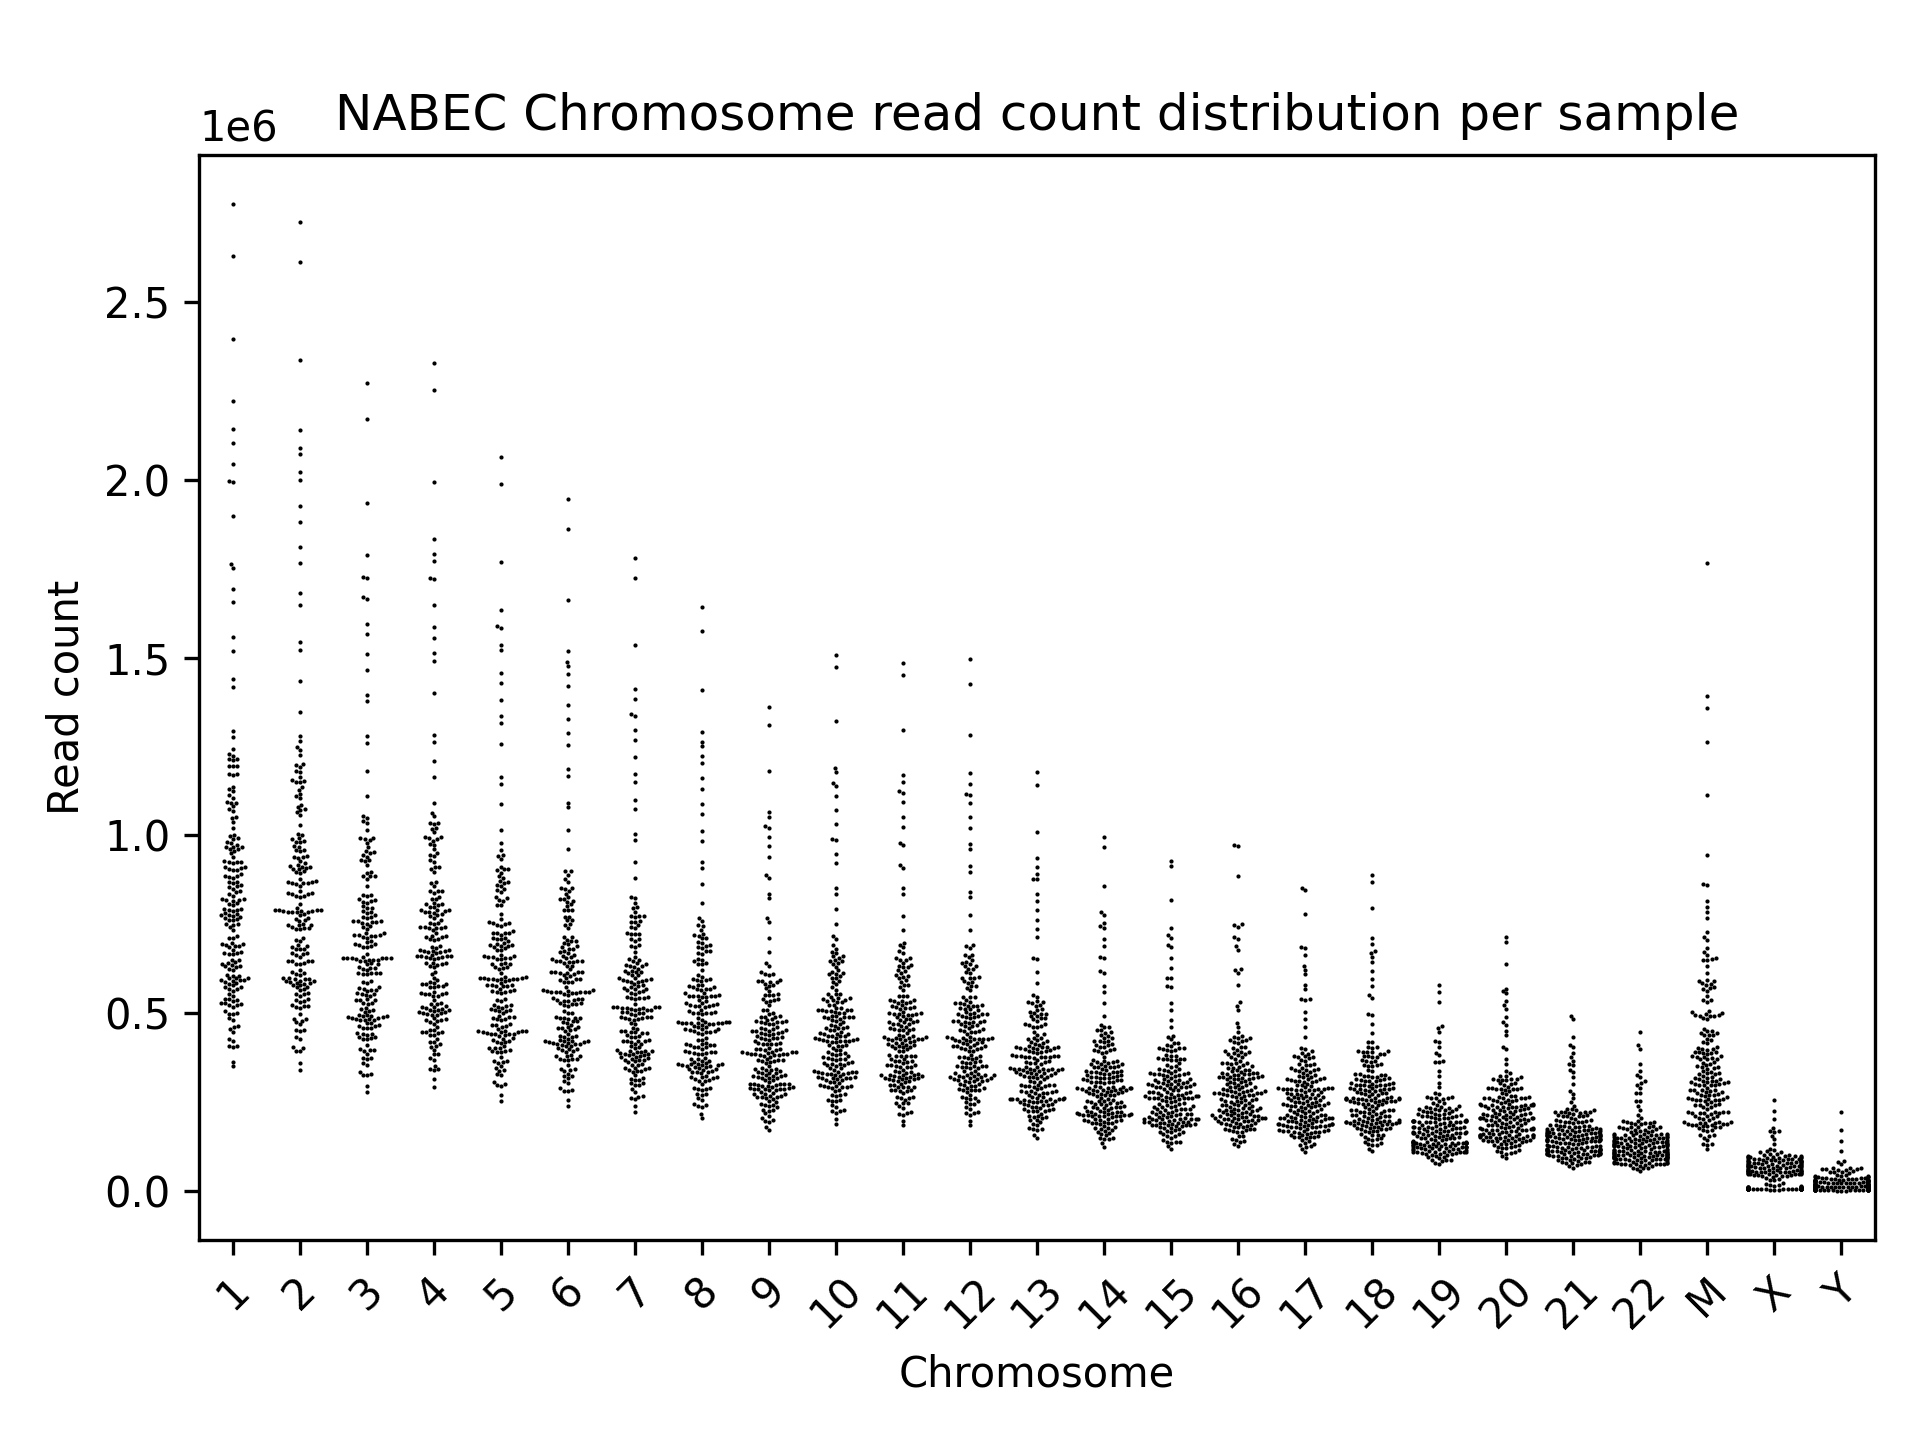 NABEC Chromosome read count distribution per sample
1e6
Read count
2.5
2.0
1.5
1.0
0.5
0.0
1 2 3 4 5 6 7 8 9 10 11 12 13 14 15 16 17 18 19 20 21 22 M X Y
Chromosome